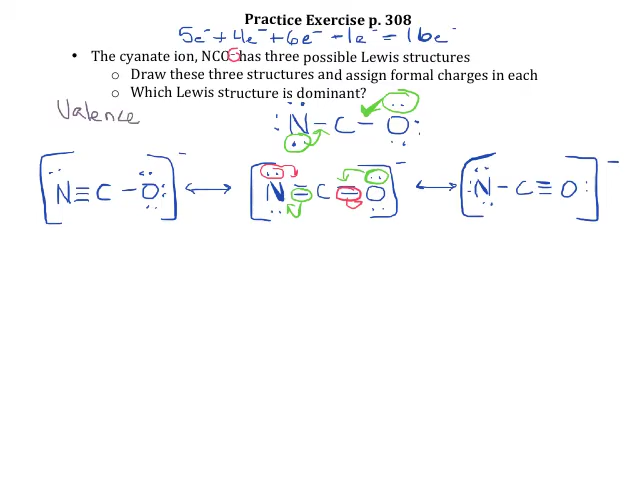 Practice Exercise p. 308
5e⁻ + 4e⁻ + 6e⁻ + 1e⁻ = 16e⁻
• The cyanate ion, NCO⁻ has three possible Lewis structures
o Draw these three structures and assign formal charges in each
o Which Lewis structure is dominant?
Valence
:N – C – O:
[N ≡ C – O:]⁻ ↔ [N = C = O]⁻ ↔ [:N – C ≡ O:]⁻